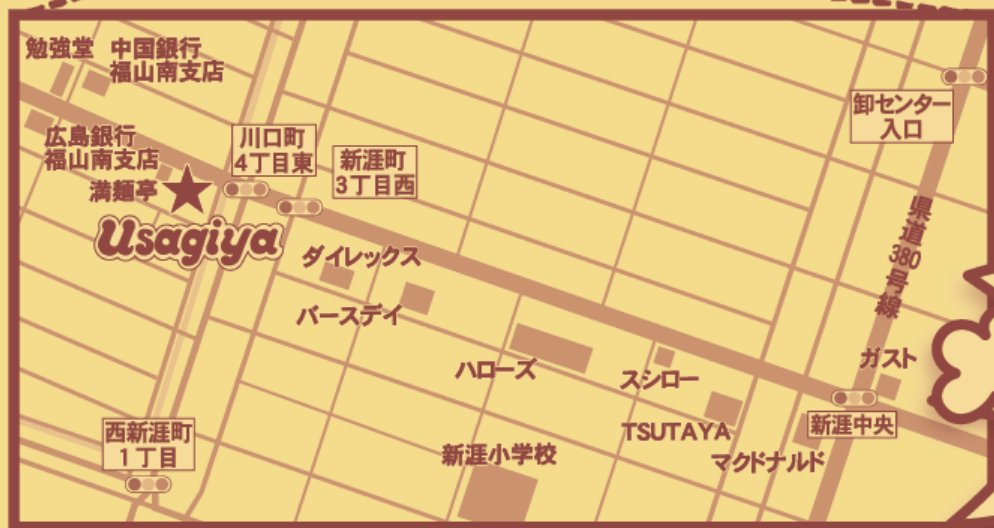 勉強堂
中国銀行
福山南支店
広島銀行
福山南支店
満麺亭
Usagiya
川口町
4丁目東
新涯町
3丁目西
卸センター
入口
県道380号線
ダイレックス
バースデイ
ハローズ
スシロー
ガスト
TSUTAYA
新涯中央
マクドナルド
西新涯町
1丁目
新涯小学校